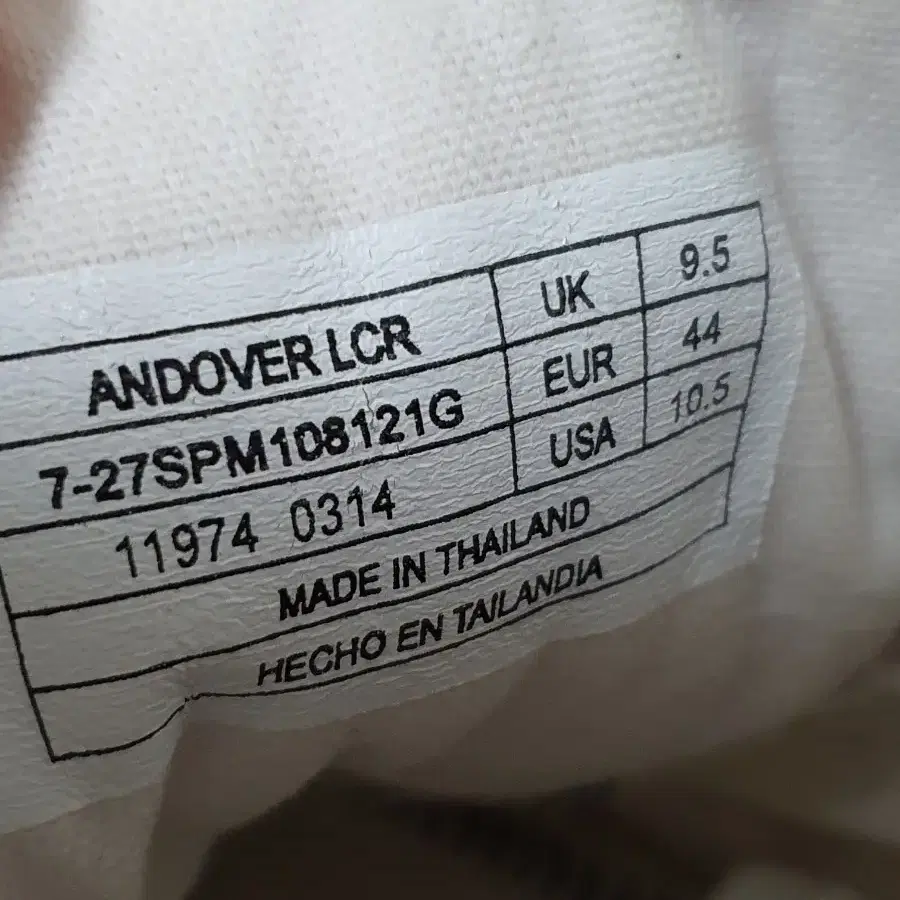 ANDOVER LCR UK 9.5
7-27SPM108121G EUR 44
11974 0314 USA 10.5
MADE IN THAILAND
HECHO EN TAILANDIA